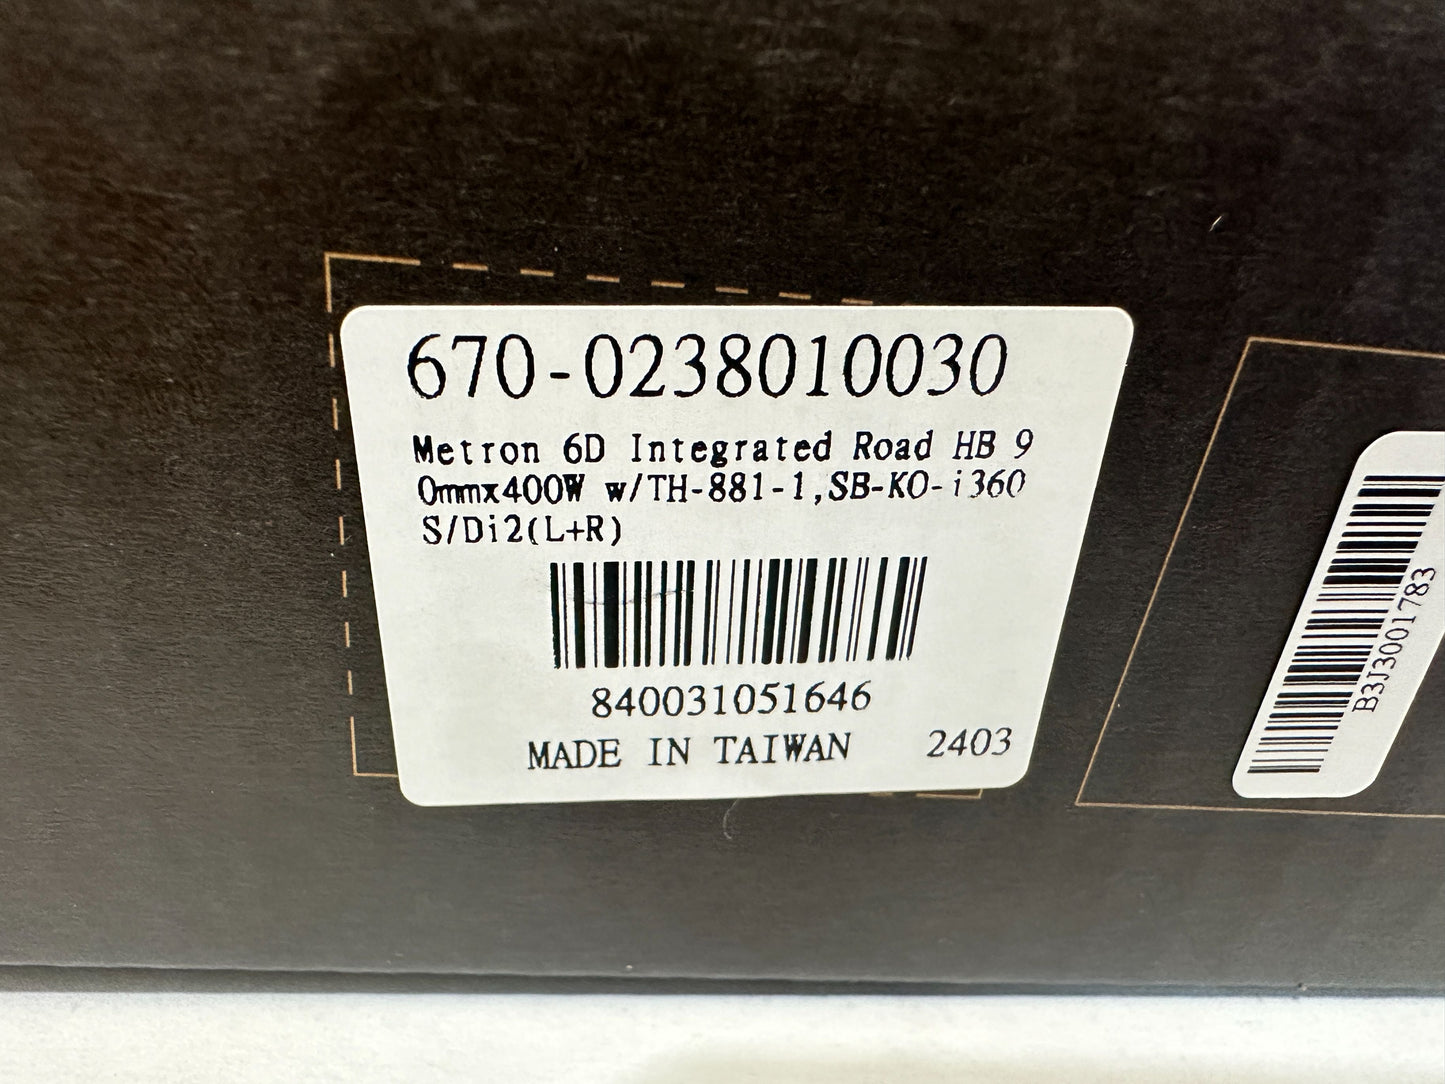 670-0238010030
Metron 6D Integrated Road HB 9
0mmx400W w/TH-881-1,SB-KO-i360
S/Di2(L+R)
840031051646
MADE IN TAIWAN 2403
B3J3001783